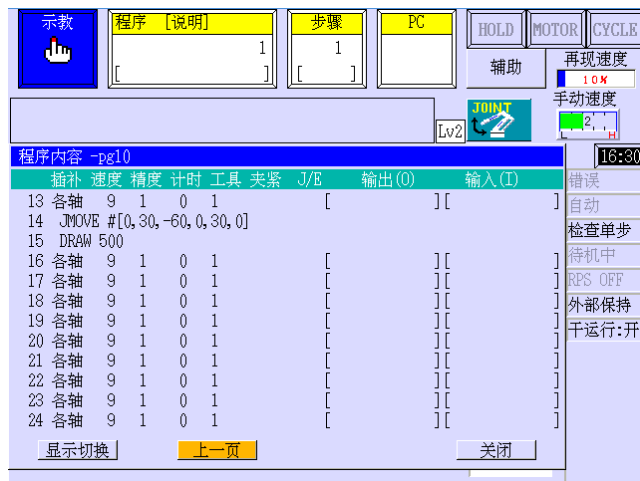 示教 程序 [说明] 步骤 PC HOLD MOTOR CYCLE
1 1
[ ] [ ]
辅助 再现速度
10%
手动速度
JOINT 2
Lv2 L H
程序内容 -pg10 16:30
插补 速度 精度 计时 工具 夹紧 J/E 输出(O) 输入(I)
错误
13 各轴 9 1 0 1 [ ][ ]
自动
14 JMOVE #[0,30,-60,0,30,0]
检查单步
15 DRAW 500
待机中
16 各轴 9 1 0 1 [ ][ ]
17 各轴 9 1 0 1 [ ][ ]
RPS OFF
18 各轴 9 1 0 1 [ ][ ]
外部保持
19 各轴 9 1 0 1 [ ][ ]
干运行:开
20 各轴 9 1 0 1 [ ][ ]
21 各轴 9 1 0 1 [ ][ ]
22 各轴 9 1 0 1 [ ][ ]
23 各轴 9 1 0 1 [ ][ ]
24 各轴 9 1 0 1 [ ][ ]
显示切换 上一页 关闭